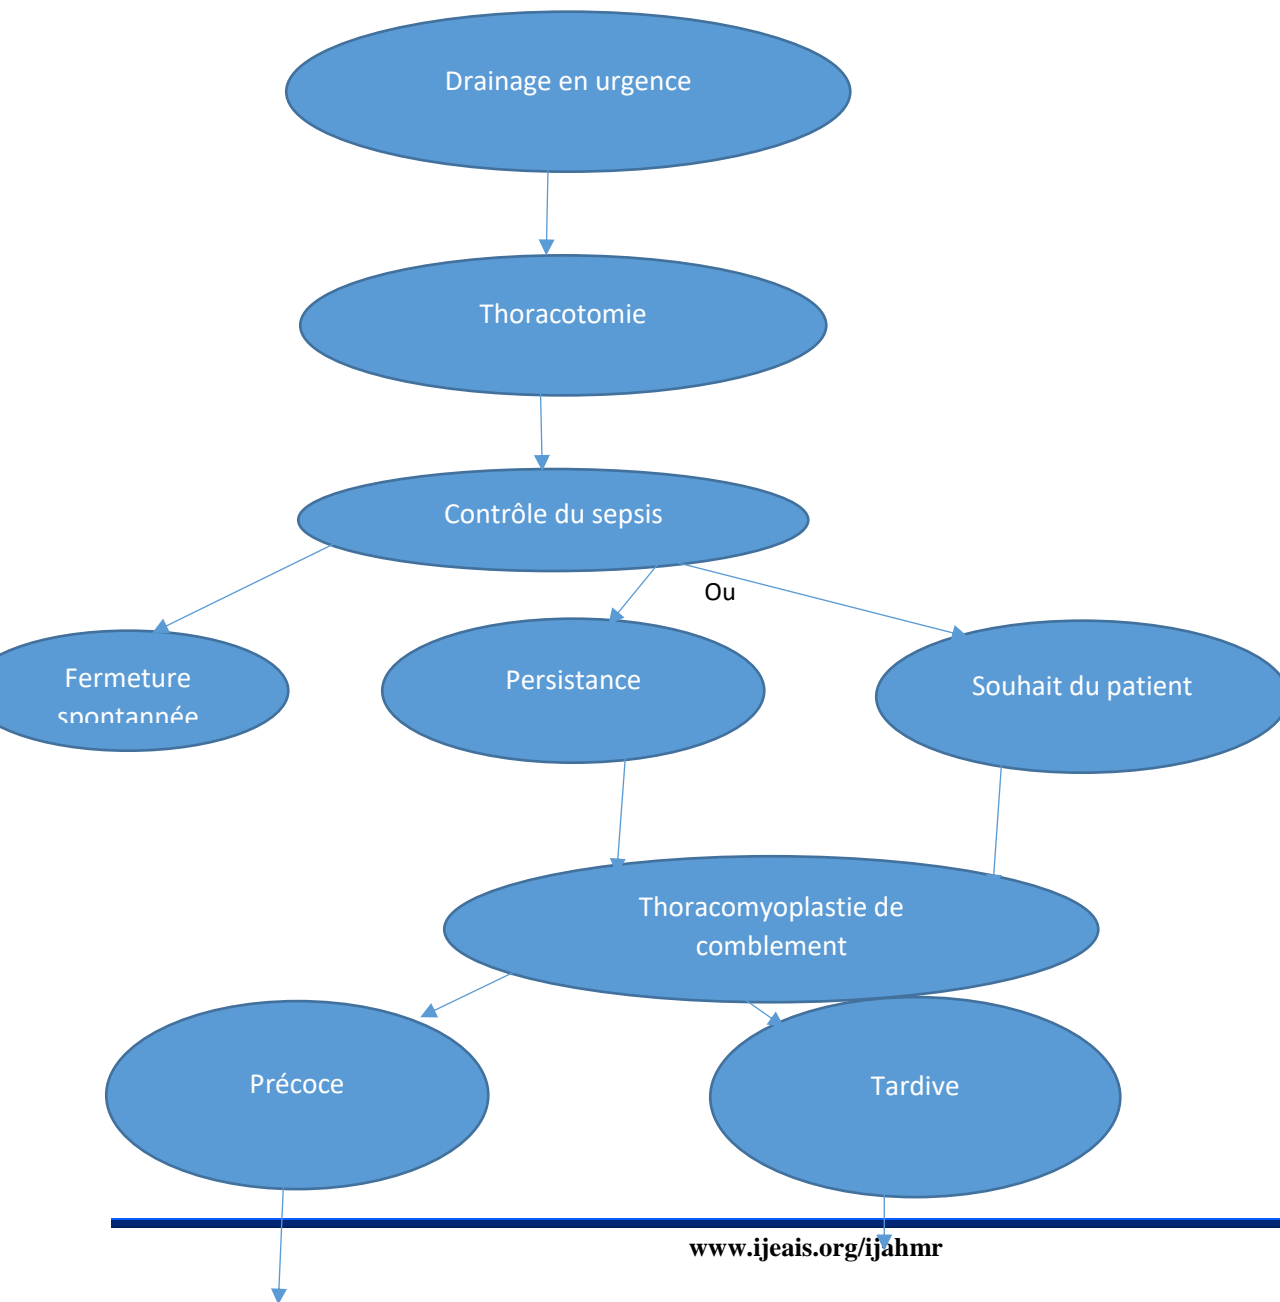 Drainage en urgence
Thoracotomie
Contrôle du sepsis
Ou
Fermeture
spontannée
Persistance
Souhait du patient
Thoracomyoplastie de
comblement
Précoce
Tardive
www.ijeais.org/ijahmr